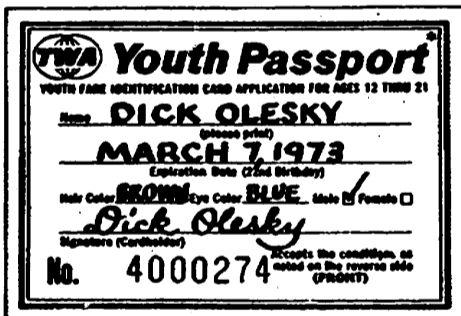 TWA Youth Passport*
YOUTH FARE IDENTIFICATION CARD APPLICATION FOR AGES 12 THRU 21
Name DICK OLESKY
(please print)
MARCH 7, 1973
Expiration Date (22nd Birthday)
Hair Color BROWN Eye Color BLUE Male ☑ Female ☐
Dick Olesky
Signature (Cardholder)
Accepts the conditions as
noted on the reverse side
(PRONT)
No. 4000274